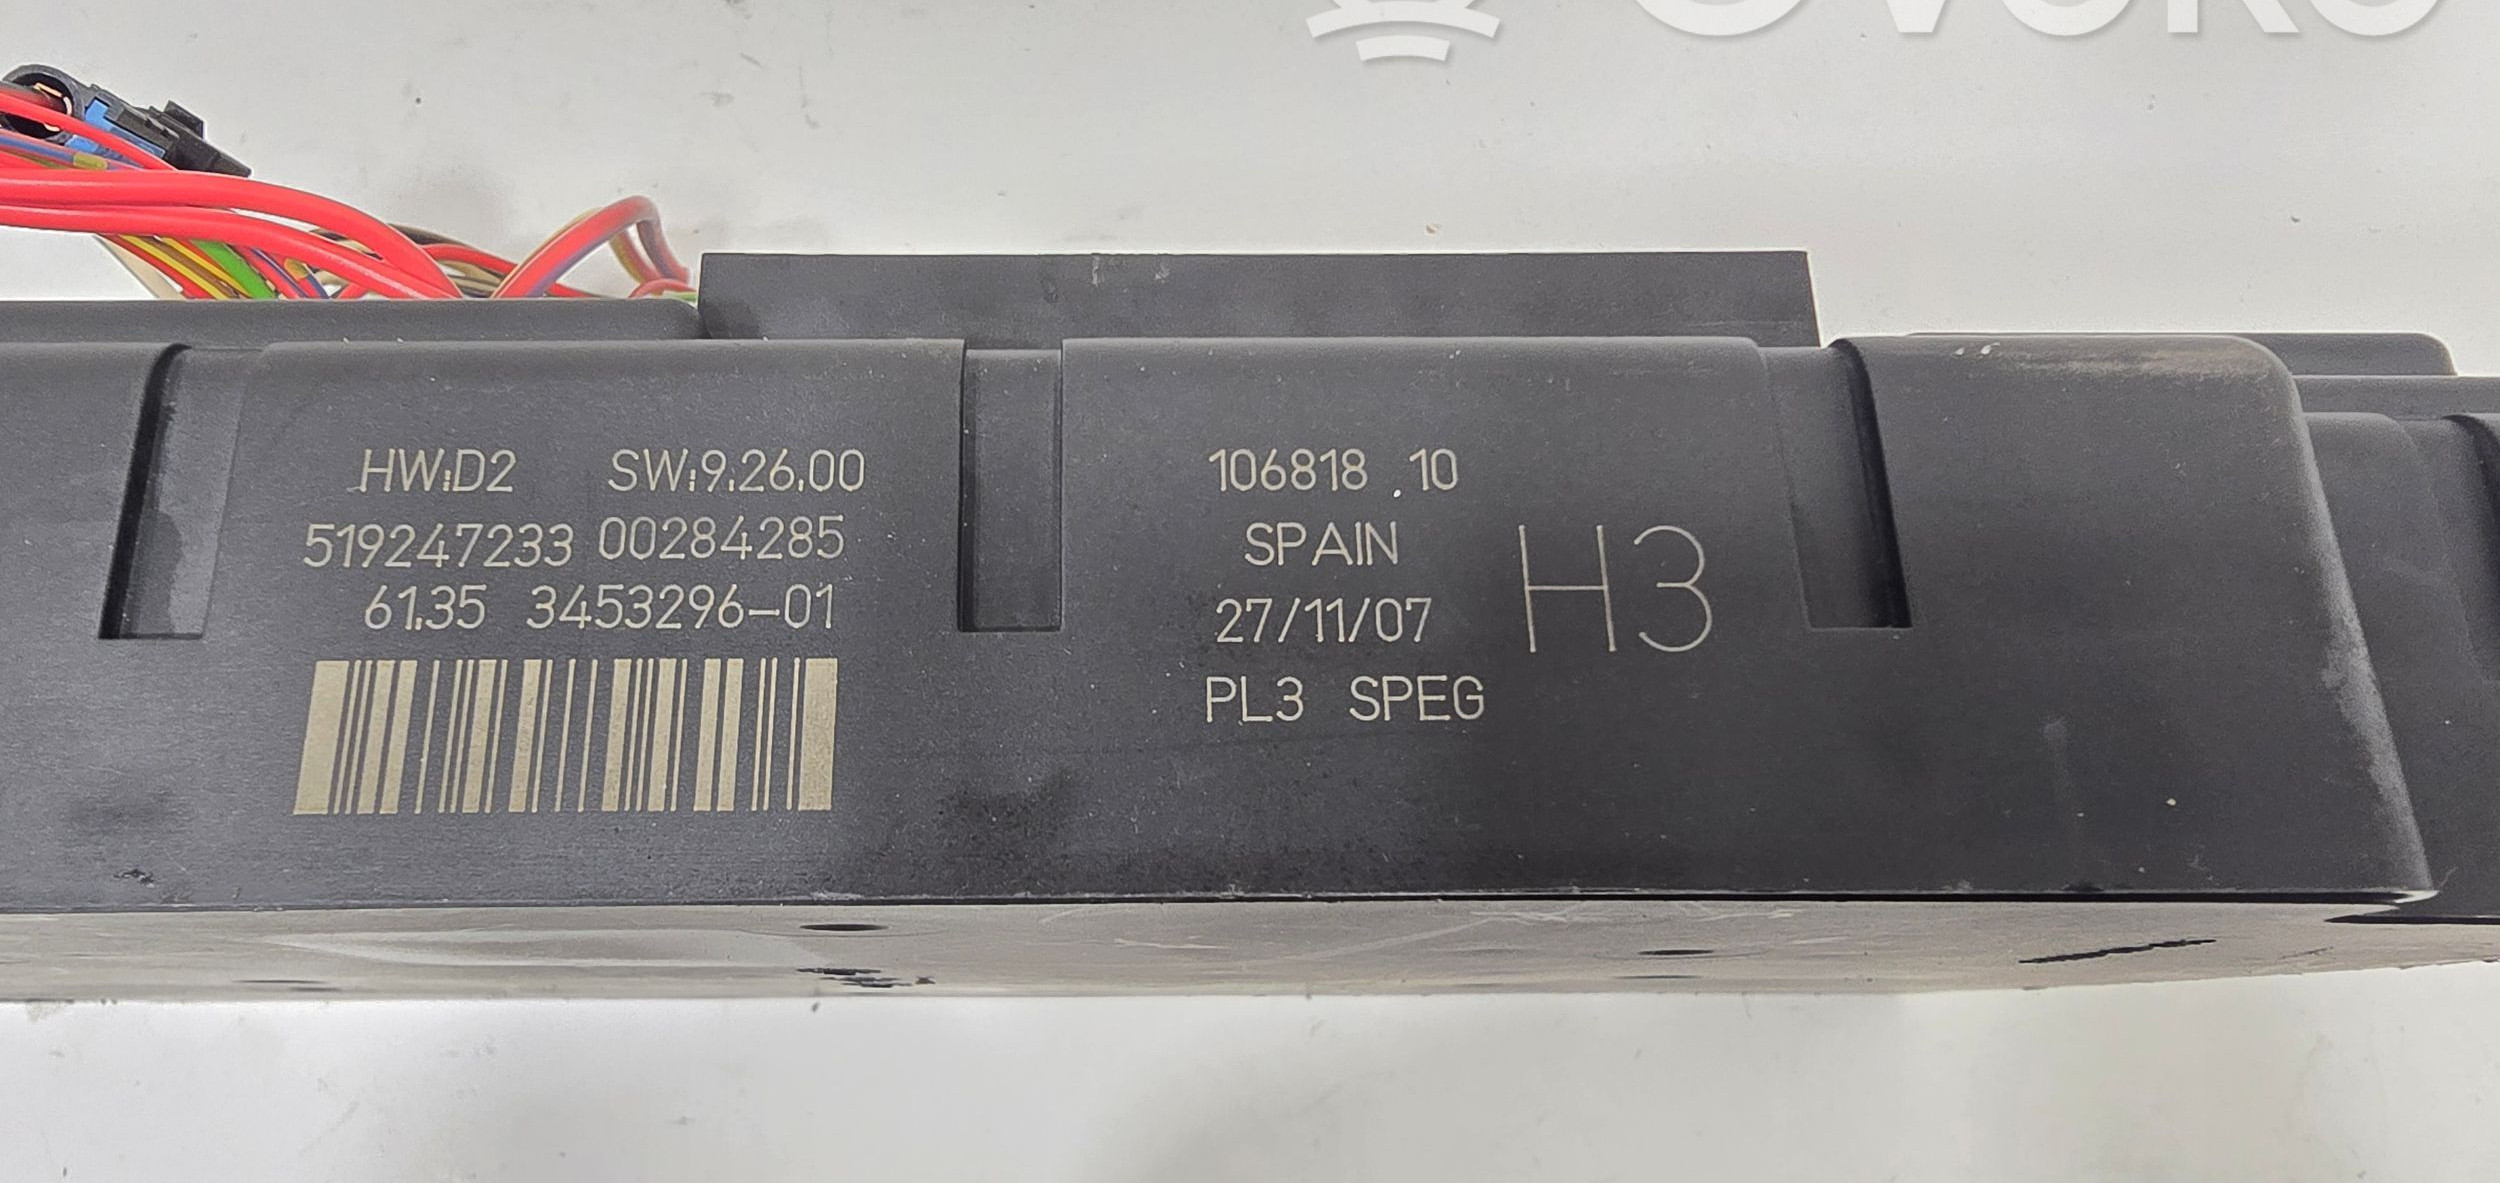 HW:D2 SW:9.26.00
519247233 00284285
61.35 3453296-01
106818 .10
SPAIN
27/11/07
PL3 SPEG
H3